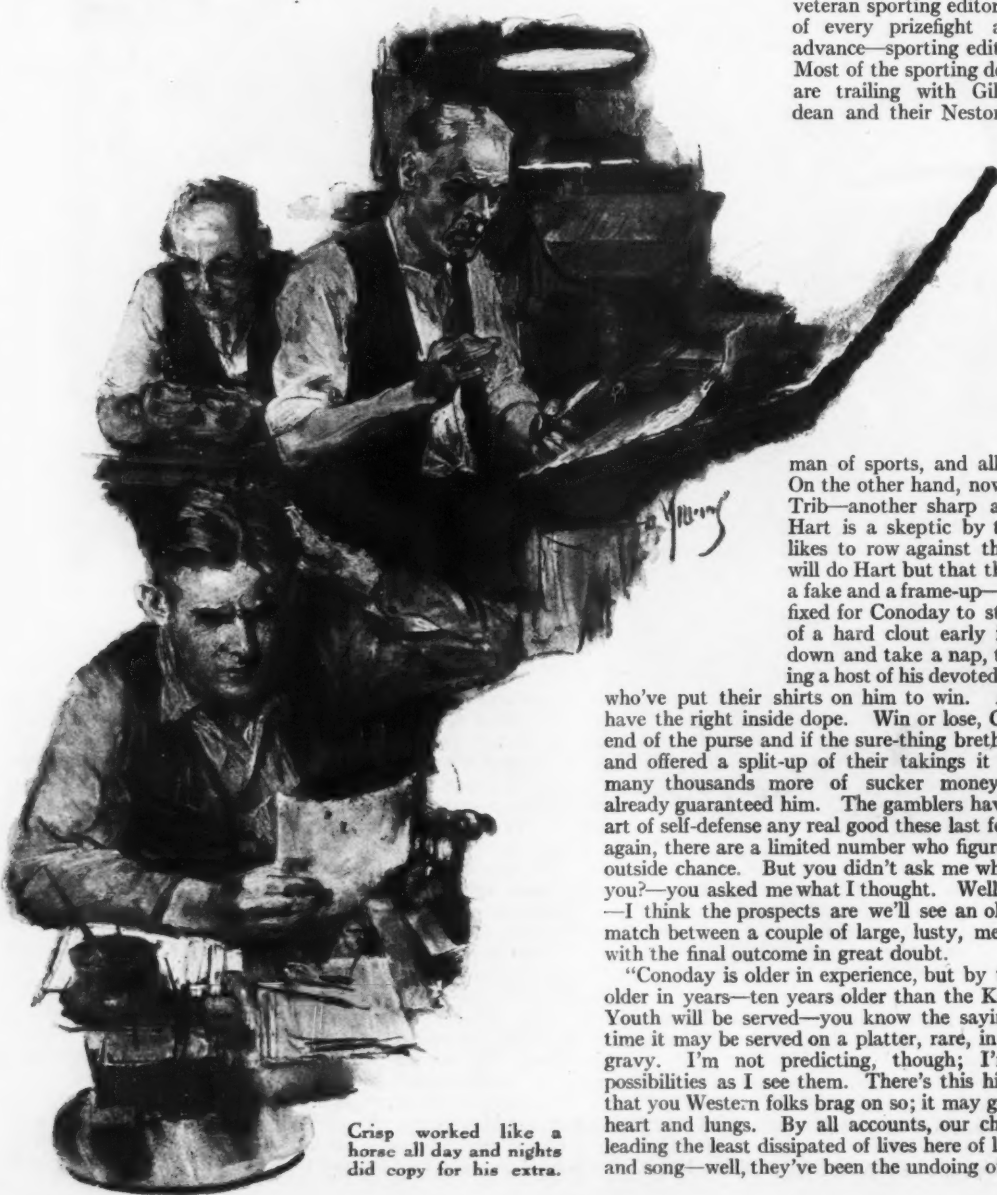 veteran sporting editor
of every prizefight a
advance—sporting edit
Most of the sporting de
are trailing with Gil
dean and their Nestor
man of sports, and all
On the other hand, now
Trib—another sharp a
Hart is a skeptic by t
likes to row against th
will do Hart but that th
a fake and a frame-up—
fixed for Conoday to st
of a hard clout early
down and take a nap, t
ing a host of his devoted
who've put their shirts on him to win.
have the right inside dope. Win or lose, C
end of the purse and if the sure-thing breth
and offered a split-up of their takings it
many thousands more of sucker money
already guaranteed him. The gamblers hav
art of self-defense any real good these last fe
again, there are a limited number who figur
outside chance. But you didn't ask me wh
you?—you asked me what I thought. Well
—I think the prospects are we'll see an ol
match between a couple of large, lusty, me
with the final outcome in great doubt.
"Conoday is older in experience, but by
older in years—ten years older than the K
Youth will be served—you know the sayi
time it may be served on a platter, rare, in
gravy. I'm not predicting, though; I'
possibilities as I see them. There's this hi
that you Western folks brag on so; it may g
heart and lungs. By all accounts, our ch
leading the least dissipated of lives here of l
and song—well, they've been the undoing o
Crisp worked like a
horse all day and nights
did copy for his extra.